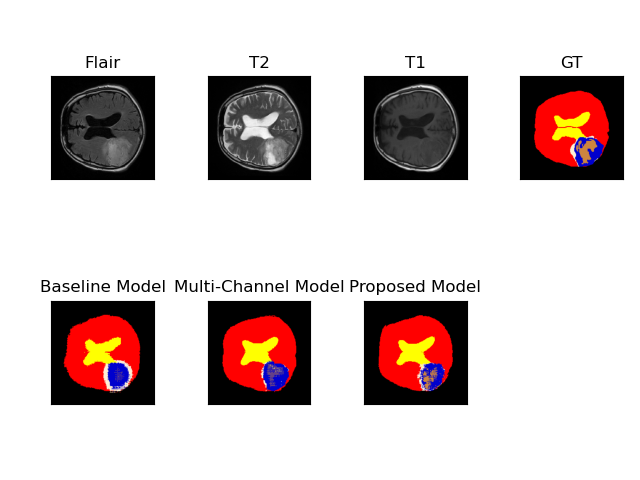 Flair
T2
T1
GT
Baseline Model
Multi-Channel Model
Proposed Model